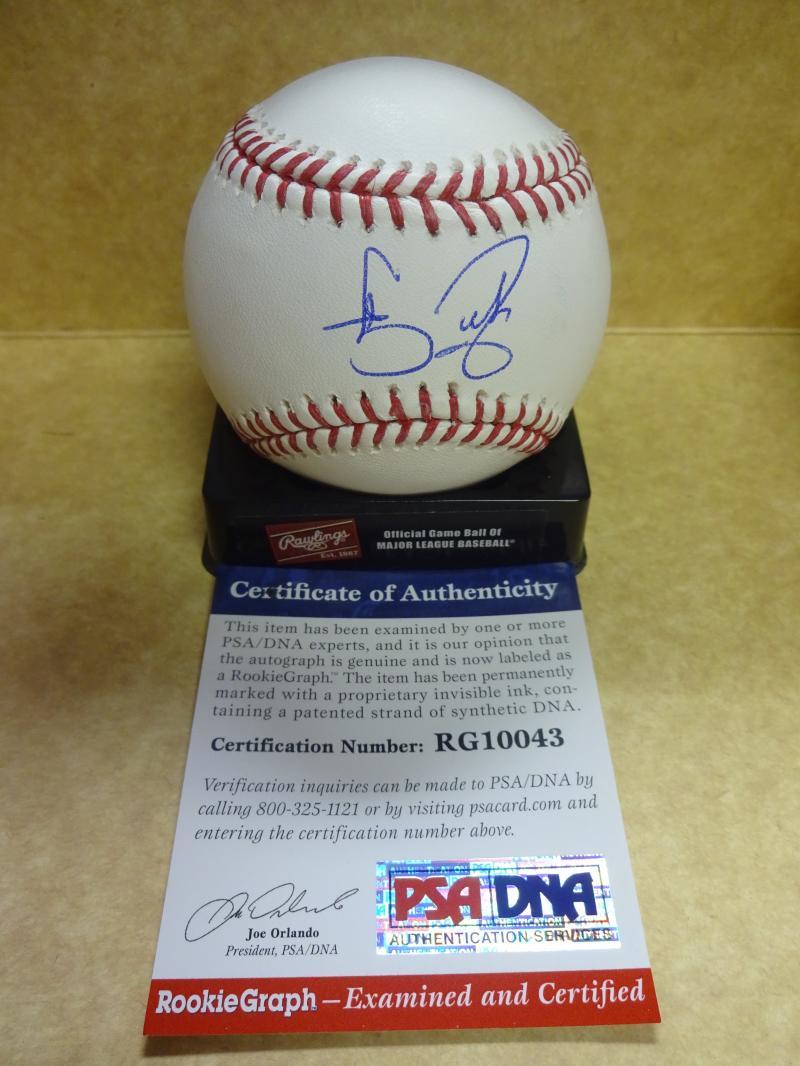 Rawlings
Est. 1887
Official Game Ball Of
MAJOR LEAGUE BASEBALL®
Certificate of Authenticity
This item has been examined by one or more
PSA/DNA experts, and it is our opinion that
the autograph is genuine and is now labeled as
a RookieGraph.™ The item has been permanently
marked with a proprietary invisible ink, con-
taining a patented strand of synthetic DNA.
Certification Number: RG10043
Verification inquiries can be made to PSA/DNA by
calling 800-325-1121 or by visiting psacard.com and
entering the certification number above.
Joe Orlando
President, PSA/DNA
PSA DNA
AUTHENTICATION SERVICES
RookieGraph™ – Examined and Certified